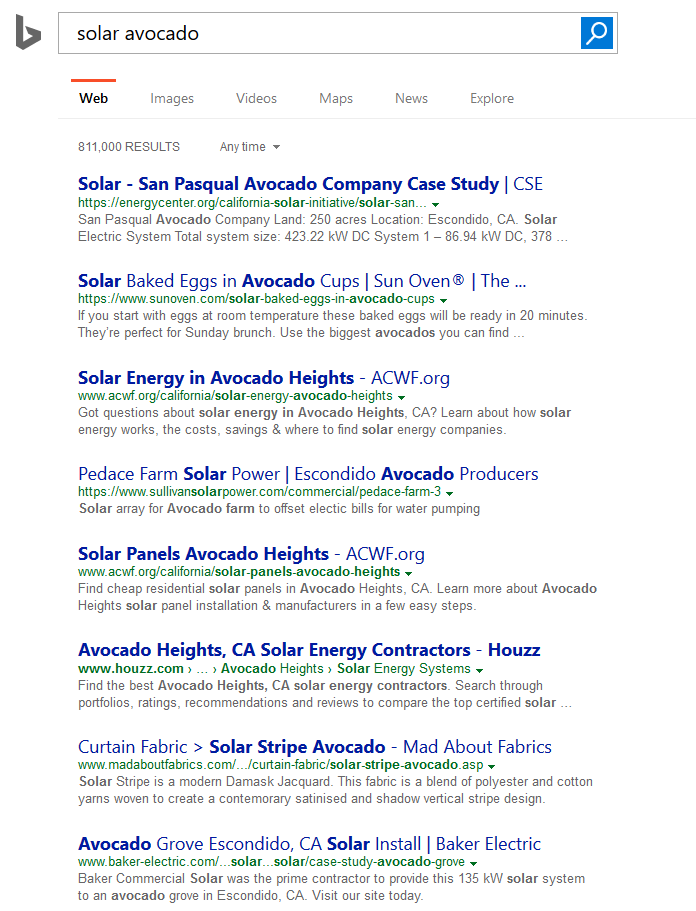 solar avocado
Web Images Videos Maps News Explore
811,000 RESULTS Any time
Solar - San Pasqual Avocado Company Case Study | CSE
https://energycenter.org/california-solar-initiative/solar-san...
San Pasqual Avocado Company Land: 250 acres Location: Escondido, CA. Solar
Electric System Total system size: 423.22 kW DC System 1 – 86.94 kW DC, 378 ...
Solar Baked Eggs in Avocado Cups | Sun Oven® | The ...
https://www.sunoven.com/solar-baked-eggs-in-avocado-cups
If you start with eggs at room temperature these baked eggs will be ready in 20 minutes.
They’re perfect for Sunday brunch. Use the biggest avocados you can find ...
Solar Energy in Avocado Heights - ACWF.org
www.acwf.org/california/solar-energy-avocado-heights
Got questions about solar energy in Avocado Heights, CA? Learn about how solar
energy works, the costs, savings & where to find solar energy companies.
Pedace Farm Solar Power | Escondido Avocado Producers
https://www.sullivansolarpower.com/commercial/pedace-farm-3
Solar array for Avocado farm to offset electic bills for water pumping
Solar Panels Avocado Heights - ACWF.org
www.acwf.org/california/solar-panels-avocado-heights
Find cheap residential solar panels in Avocado Heights, CA. Learn more about Avocado
Heights solar panel installation & manufacturers in a few easy steps.
Avocado Heights, CA Solar Energy Contractors - Houzz
www.houzz.com › ... › Avocado Heights › Solar Energy Systems
Find the best Avocado Heights, CA solar energy contractors. Search through
portfolios, ratings, recommendations and reviews to compare the top certified solar ...
Curtain Fabric > Solar Stripe Avocado - Mad About Fabrics
www.madaboutfabrics.com/.../curtain-fabric/solar-stripe-avocado.asp
Solar Stripe is a modern Damask Jacquard. This fabric is a blend of polyester and cotton
yarns woven to create a contemorary satinised and shadow vertical stripe design.
Avocado Grove Escondido, CA Solar Install | Baker Electric
www.baker-electric.com/...solar...solar/case-study-avocado-grove
Baker Commercial Solar was the prime contractor to provide this 135 kW solar system
to an avocado grove in Escondido, CA. Visit our site today.